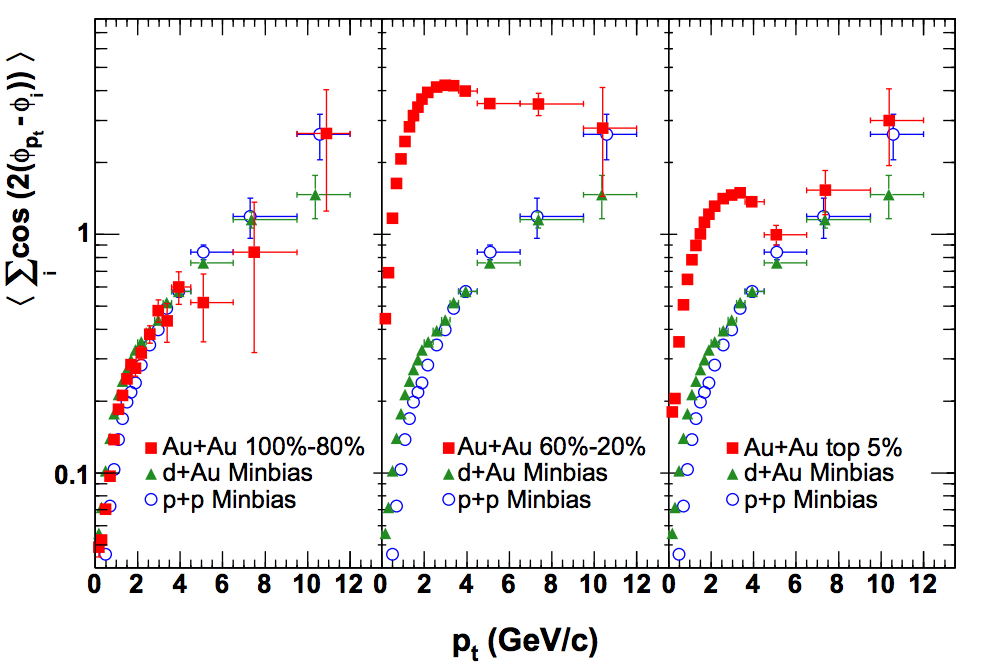 ⟨ ∑ᵢ cos (2(ϕ_pₜ - ϕᵢ)) ⟩
1
0.1
Au+Au 100%-80%
d+Au Minbias
p+p Minbias
Au+Au 60%-20%
d+Au Minbias
p+p Minbias
Au+Au top 5%
d+Au Minbias
p+p Minbias
0 2 4 6 8 10 12 0 2 4 6 8 10 12 0 2 4 6 8 10 12
pₜ (GeV/c)